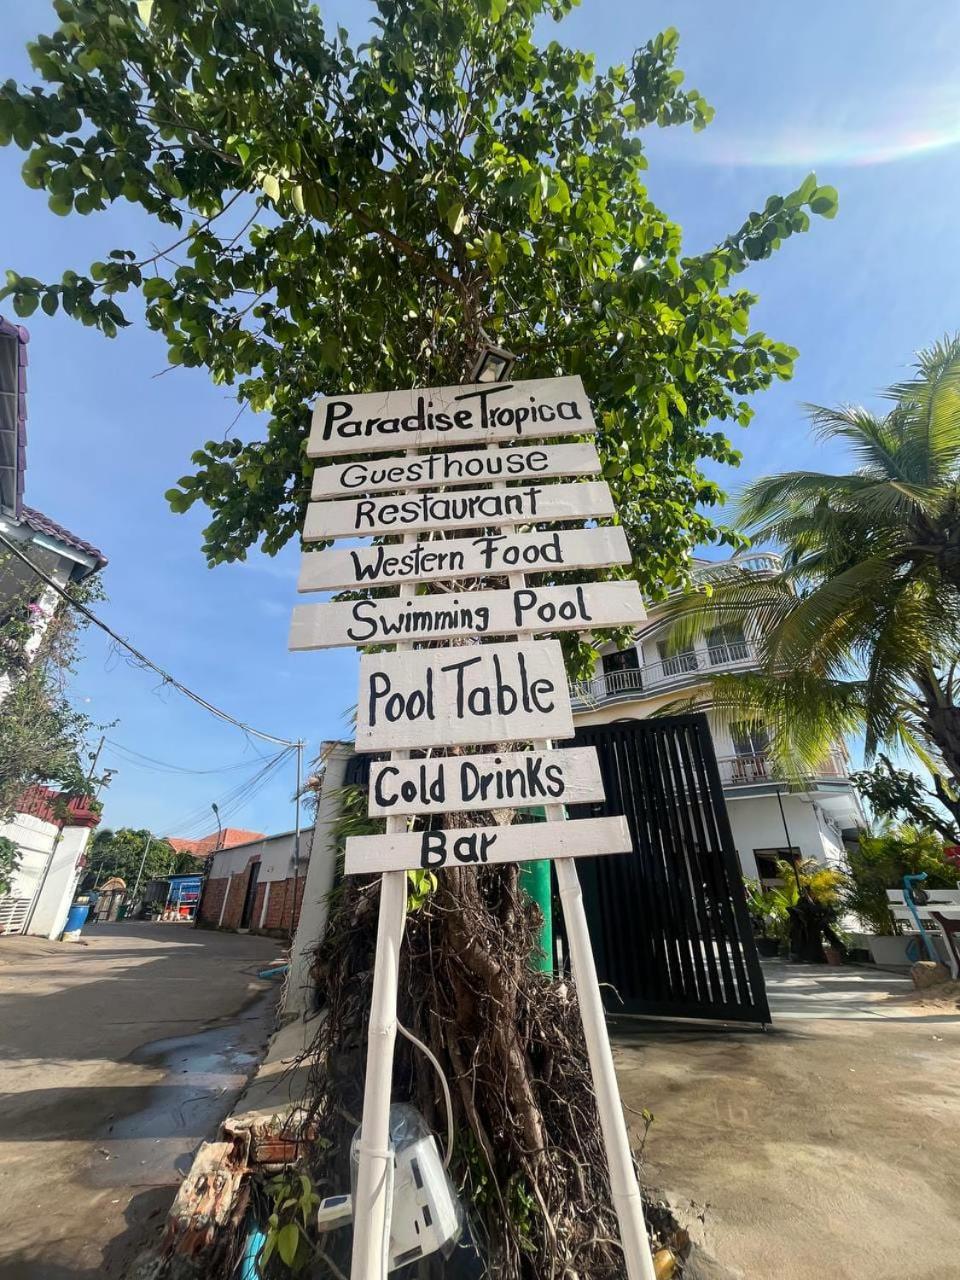 Paradise Tropica
Guesthouse
Restaurant
Western Food
Swimming Pool
Pool Table
Cold Drinks
Bar